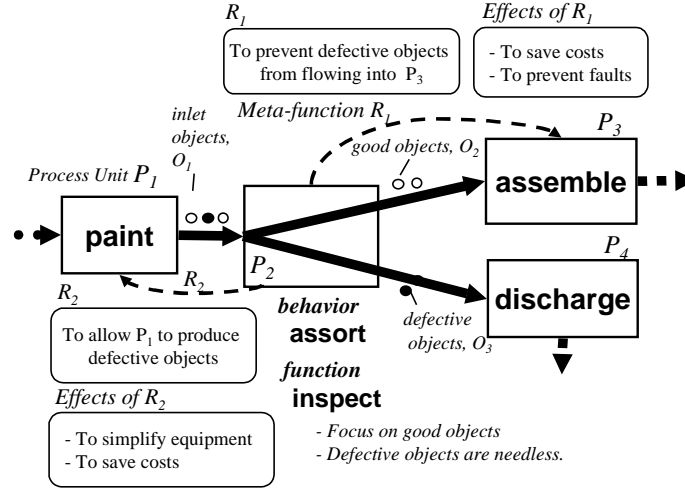 R1
To prevent defective objects
from flowing into P3
Effects of R1
- To save costs
- To prevent faults
Meta-function R1
inlet
objects,
O1
good objects, O2
P3
Process Unit P1
assemble
paint
P2
R2
P4
discharge
R2
To allow P1 to produce
defective objects
behavior
assort
defective
objects, O3
function
inspect
Effects of R2
- To simplify equipment
- To save costs
- Focus on good objects
- Defective objects are needless.